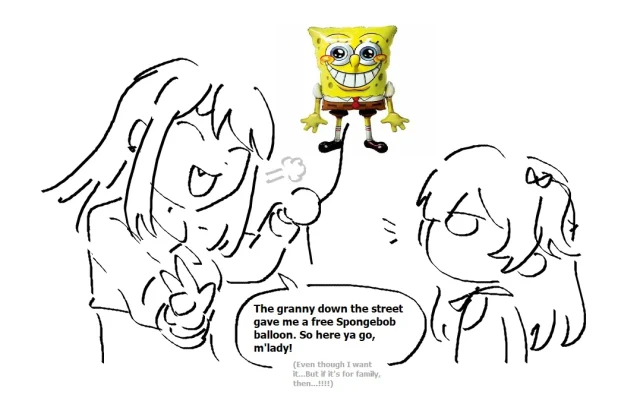 The granny down the street
gave me a free Spongebob
balloon. So here ya go,
m'lady!
(Even though I want
it...But if it's for family,
then...!!!!)